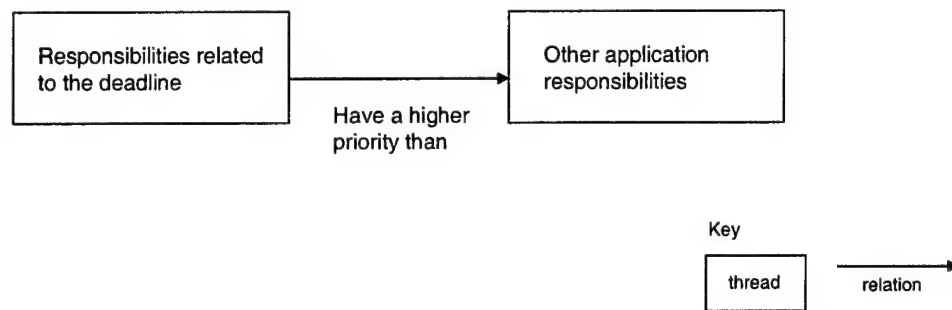 Responsibilities related
to the deadline
Other application
responsibilities
Have a higher
priority than
Key
thread
relation